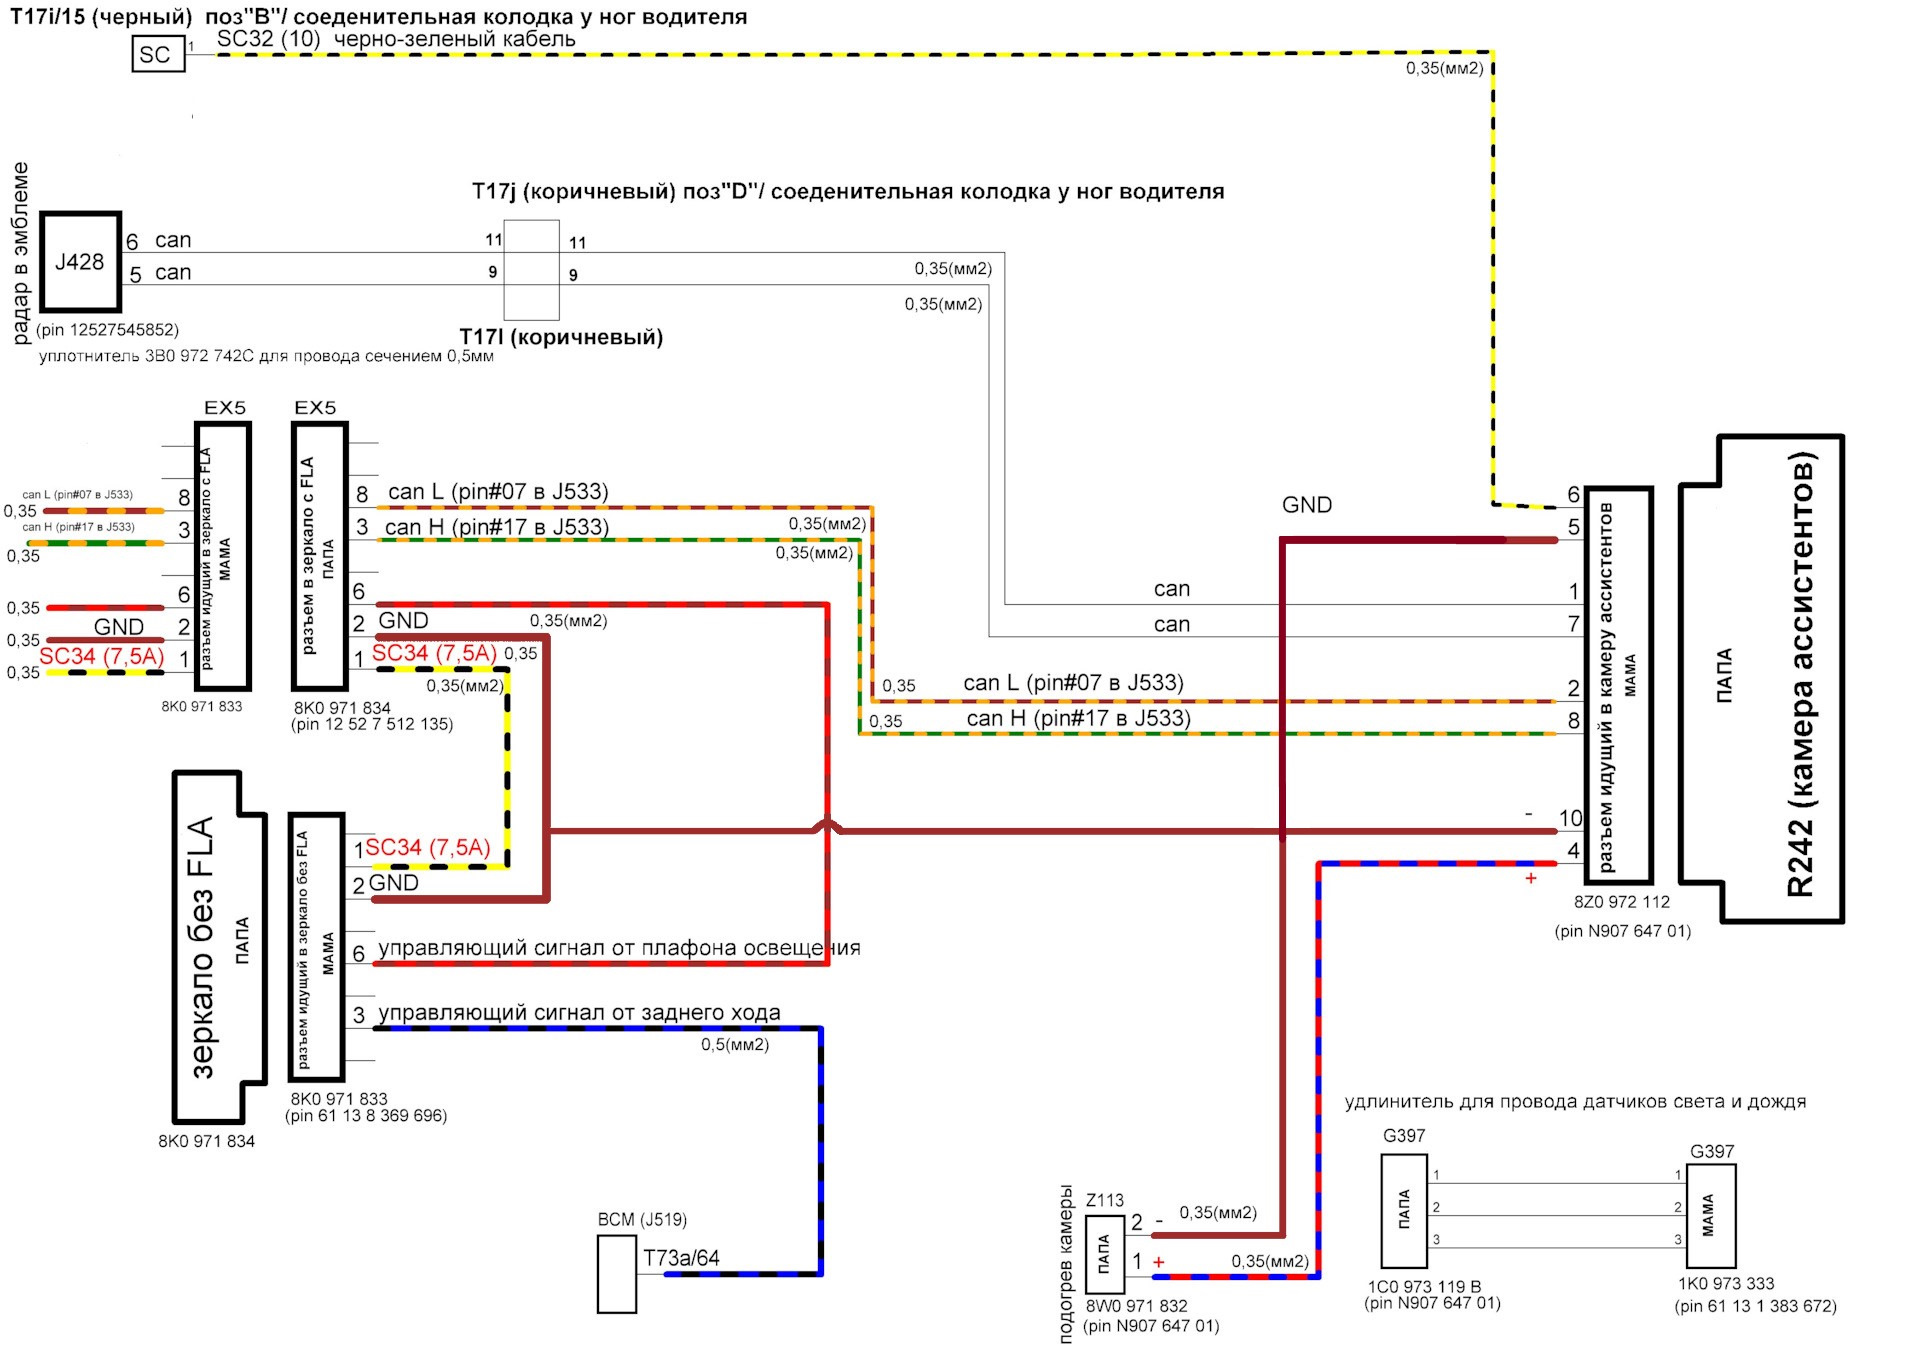 T17i/15 (черный) поз"B"/ соеденительная колодка у ног водителя
SC
1
SC32 (10) черно-зеленый кабель
0,35(мм2)
T17j (коричневый) поз"D"/ соеденительная колодка у ног водителя
радар в эмблеме
J428
6 can
5 can
11
9
11
9
0,35(мм2)
0,35(мм2)
(pin 12527545852)
T17l (коричневый)
уплотнитель 3B0 972 742C для провода сечением 0,5мм
EX5
can L (pin#07 в J533)
0,35
8
can H (pin#17 в J533)
0,35
3
0,35
6
0,35
GND
2
SC34 (7,5A)
0,35
1
разъем идущий в зеркало с FLA
МАМА
8K0 971 833
EX5
разъем в зеркало с FLA
ПАПА
8 can L (pin#07 в J533)
0,35(мм2)
3 can H (pin#17 в J533)
0,35(мм2)
6
0,35(мм2)
2 GND
1 SC34 (7,5A)
0,35
0,35(мм2)
8K0 971 834
(pin 12 52 7 512 135)
0,35
can L (pin#07 в J533)
0,35
can H (pin#17 в J533)
GND
can
can
6
5
1
7
2
8
-
10
4
+
разъем идущий в камеру ассистентов
МАМА
8Z0 972 112
(pin N907 647 01)
ПАПА
R242 (камера ассистентов)
зеркало без FLA
ПАПА
8K0 971 834
разъем идущий в зеркало без FLA
МАМА
1 SC34 (7,5A)
2 GND
6 управляющий сигнал от плафона освещения
3 управляющий сигнал от заднего хода
0,5(мм2)
8K0 971 833
(pin 61 13 8 369 696)
BCM (J519)
T73a/64
подогрев камеры
Z113
ПАПА
2 -
0,35(мм2)
1 +
0,35(мм2)
8W0 971 832
(pin N907 647 01)
удлинитель для провода датчиков света и дождя
G397
ПАПА
1
2
3
1C0 973 119 B
(pin N907 647 01)
G397
1
2
3
МАМА
1K0 973 333
(pin 61 13 1 383 672)